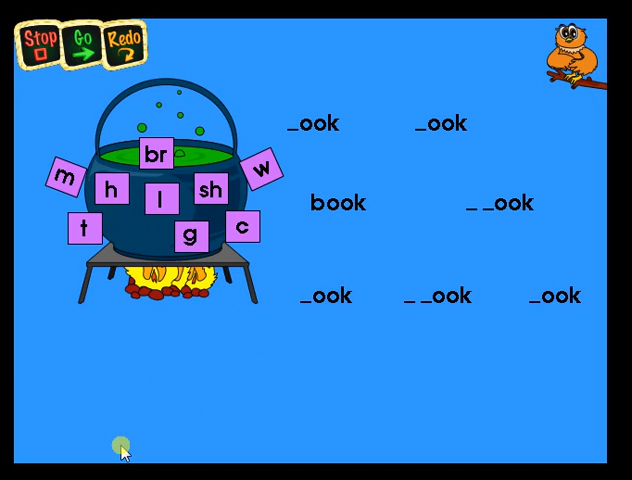 Stop Go Redo
_ook _ook
br
m h l sh w
book _ _ook
t g c
_ook _ _ook _ook